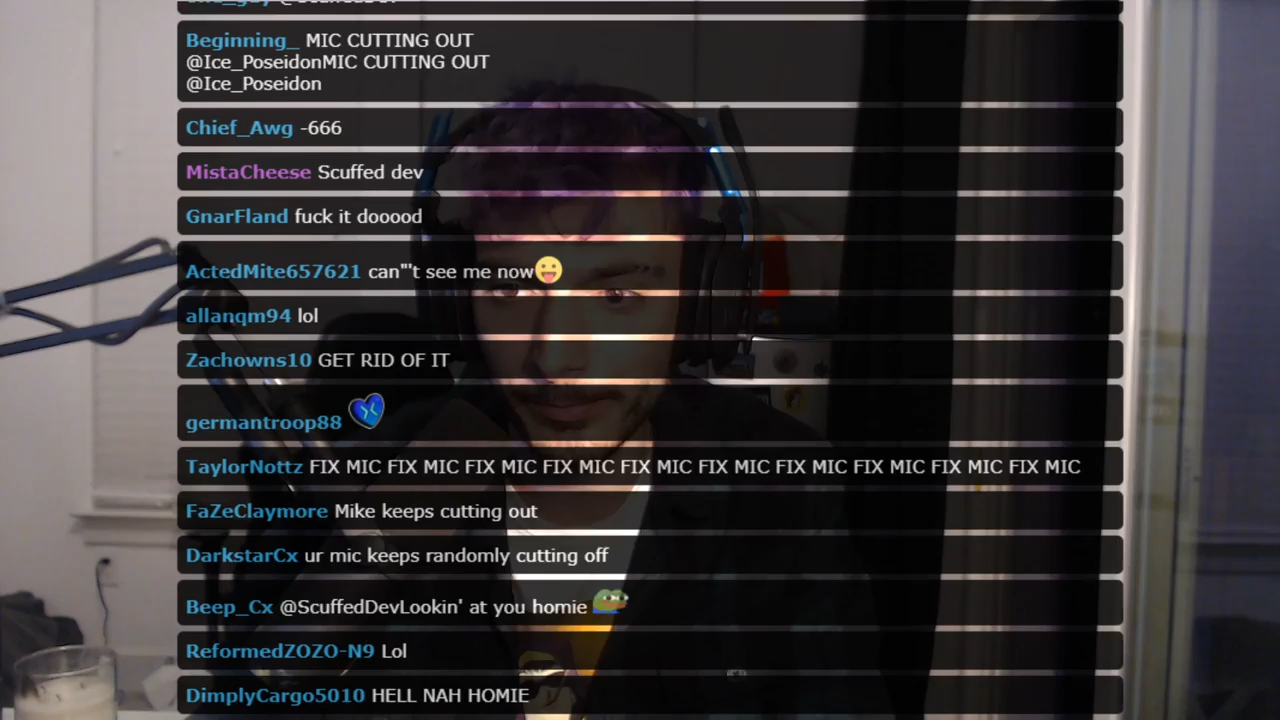 Beginning_ MIC CUTTING OUT
@Ice_PoseidonMIC CUTTING OUT
@Ice_Poseidon
Chief_Awg -666
MistaCheese Scuffed dev
GnarFland fuck it dooood
ActedMite657621 can"'t see me now😛
allanqm94 lol
Zachowns10 GET RID OF IT
germantroop88
TaylorNottz FIX MIC FIX MIC FIX MIC FIX MIC FIX MIC FIX MIC FIX MIC FIX MIC FIX MIC FIX MIC
FaZeClaymore Mike keeps cutting out
DarkstarCx ur mic keeps randomly cutting off
Beep_Cx @ScuffedDevLookin' at you homie
ReformedZOZO-N9 Lol
DimplyCargo5010 HELL NAH HOMIE